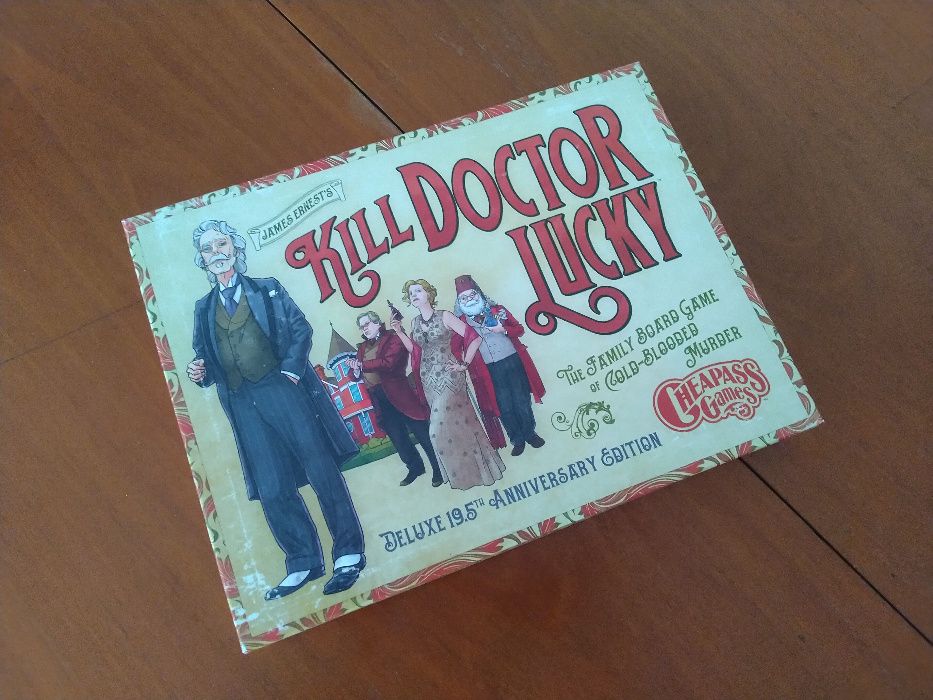 JAMES ERNEST'S
KILL DOCTOR
LUCKY
THE FAMILY BOARD GAME
OF COLD-BLOODED
MURDER
CHEAPASS
Games
DELUXE 19.5TH ANNIVERSARY EDITION